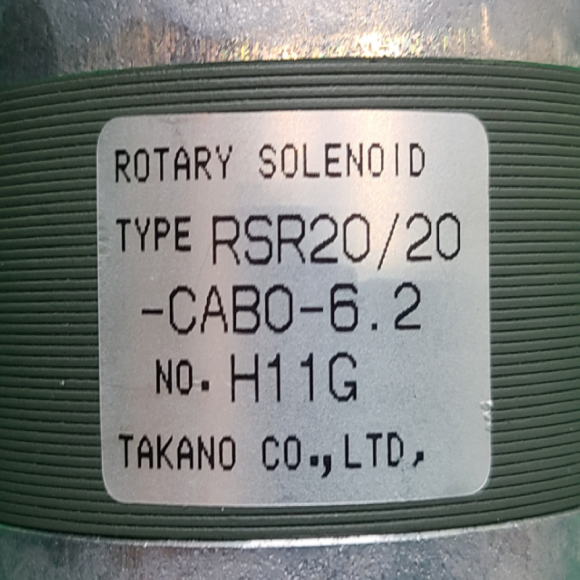 ROTARY SOLENOID
TYPE RSR20/20
-CAB0-6.2
NO. H11G
TAKANO CO.,LTD.